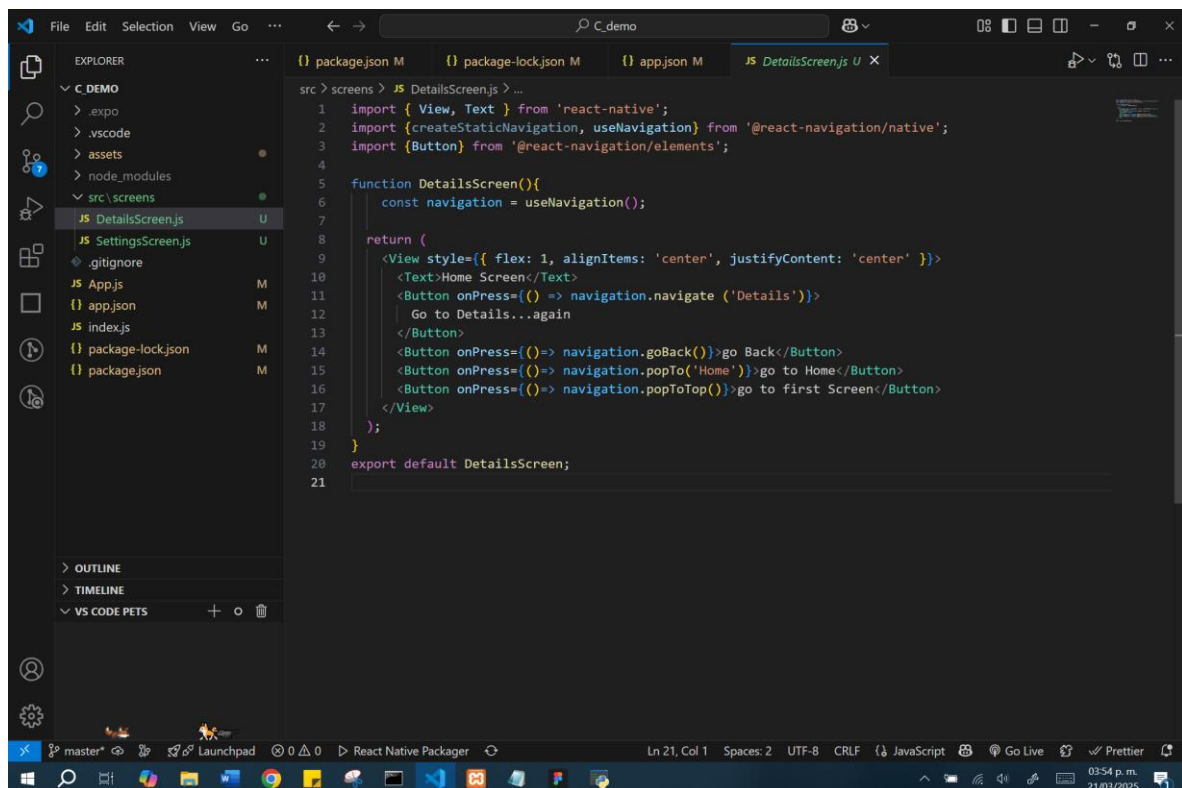 File Edit Selection View Go ··· C_demo
EXPLORER ···
C_DEMO
.expo
.vscode
assets
node_modules
src\screens
JS DetailsScreen.js U
JS SettingsScreen.js U
.gitignore
JS App.js M
{} app.json M
JS index.js
{} package-lock.json M
{} package.json M
OUTLINE
TIMELINE
VS CODE PETS
{} package.json M {} package-lock.json M {} app.json M JS DetailsScreen.js U
src > screens > JS DetailsScreen.js > ...
1 import { View, Text } from 'react-native';
2 import {createStaticNavigation, useNavigation} from '@react-navigation/native';
3 import {Button} from '@react-navigation/elements';
4
5 function DetailsScreen(){
6 const navigation = useNavigation();
7
8 return (
9 <View style={{ flex: 1, alignItems: 'center', justifyContent: 'center' }}>
10 <Text>Home Screen</Text>
11 <Button onPress={() => navigation.navigate ('Details')}>
12 Go to Details...again
13 </Button>
14 <Button onPress={()=> navigation.goBack()}>go Back</Button>
15 <Button onPress={()=> navigation.popTo('Home')}>go to Home</Button>
16 <Button onPress={()=> navigation.popToTop()}>go to first Screen</Button>
17 </View>
18 );
19 }
20 export default DetailsScreen;
21
7
master* Launchpad 0 0 React Native Packager Ln 21, Col 1 Spaces: 2 UTF-8 CRLF JavaScript Go Live Prettier
03:54 p. m.
21/03/2025